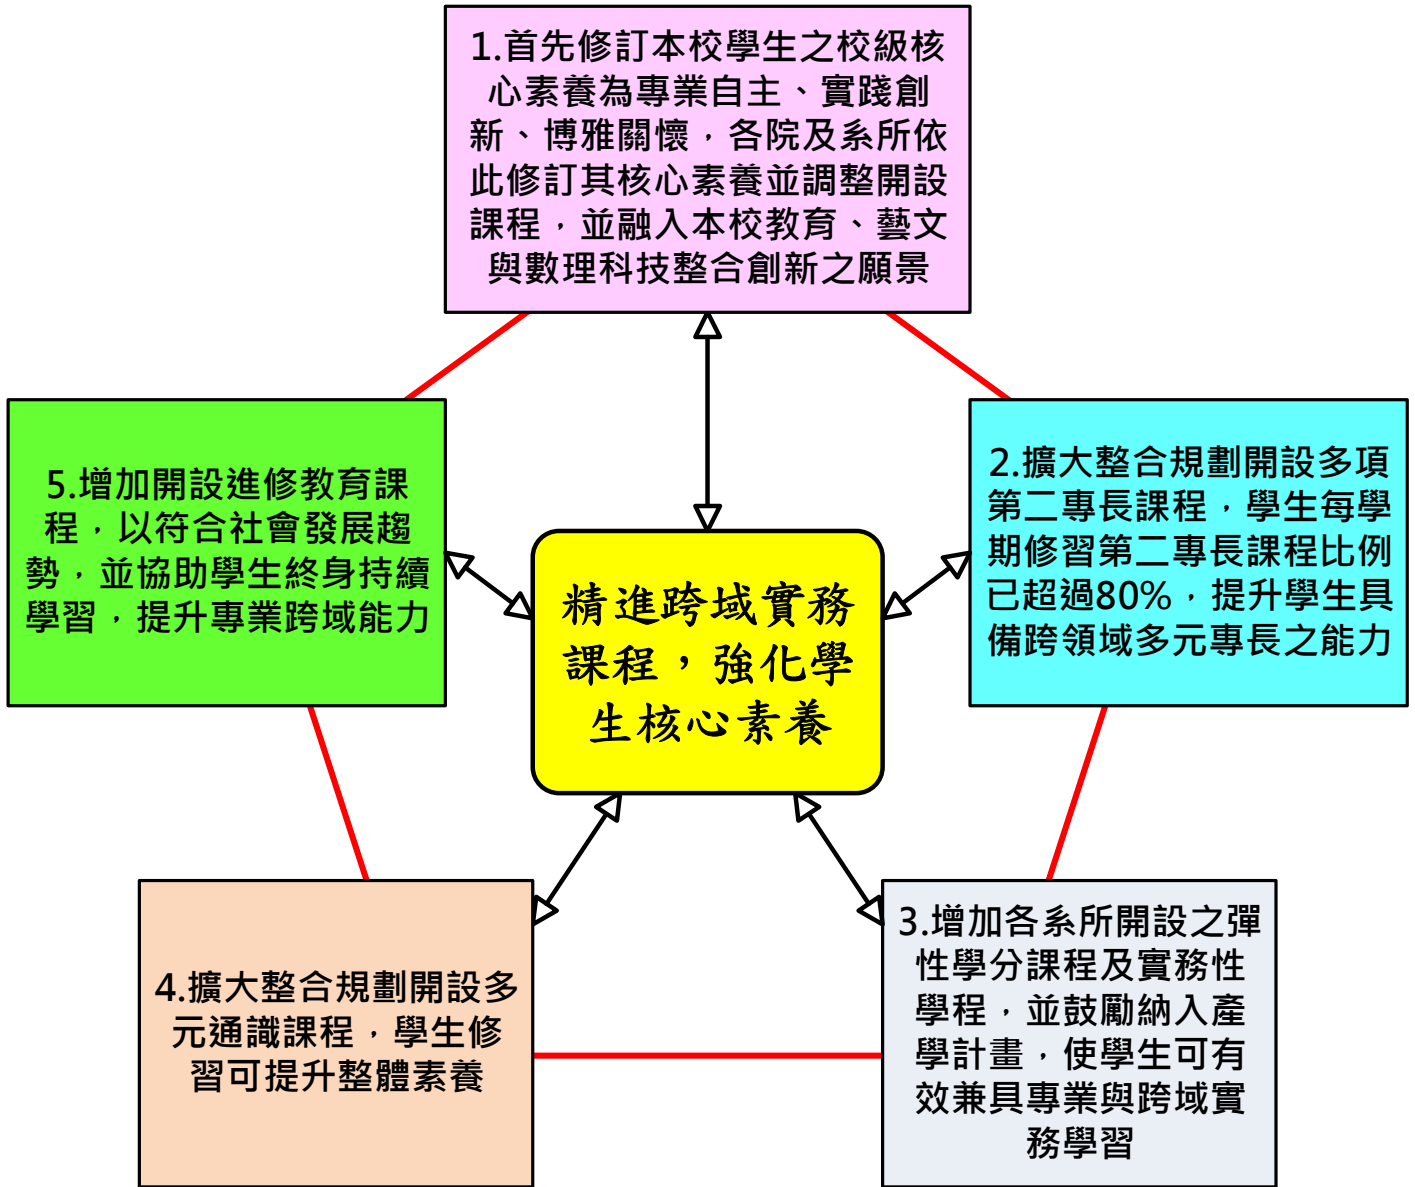 1.首先修訂本校學生之校級核
心素養為專業自主、實踐創
新、博雅關懷，各院及系所依
此修訂其核心素養並調整開設
課程，並融入本校教育、藝文
與數理科技整合創新之願景
2.擴大整合規劃開設多項
第二專長課程，學生每學
期修習第二專長課程比例
已超過80%，提升學生具
備跨領域多元專長之能力
3.增加各系所開設之彈
性學分課程及實務性
學程，並鼓勵納入產
學計畫，使學生可有
效兼具專業與跨域實
務學習
4.擴大整合規劃開設多
元通識課程，學生修
習可提升整體素養
5.增加開設進修教育課
程，以符合社會發展趨
勢，並協助學生終身持續
學習，提升專業跨域能力
精進跨域實務
課程，強化學
生核心素養